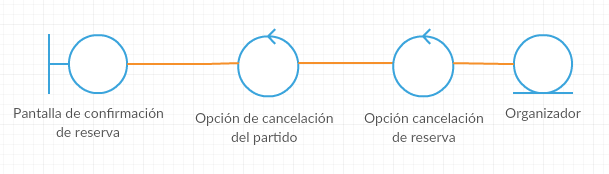 Pantalla de confirmación
de reserva
Opción de cancelación
del partido
Opción cancelación
de reserva
Organizador